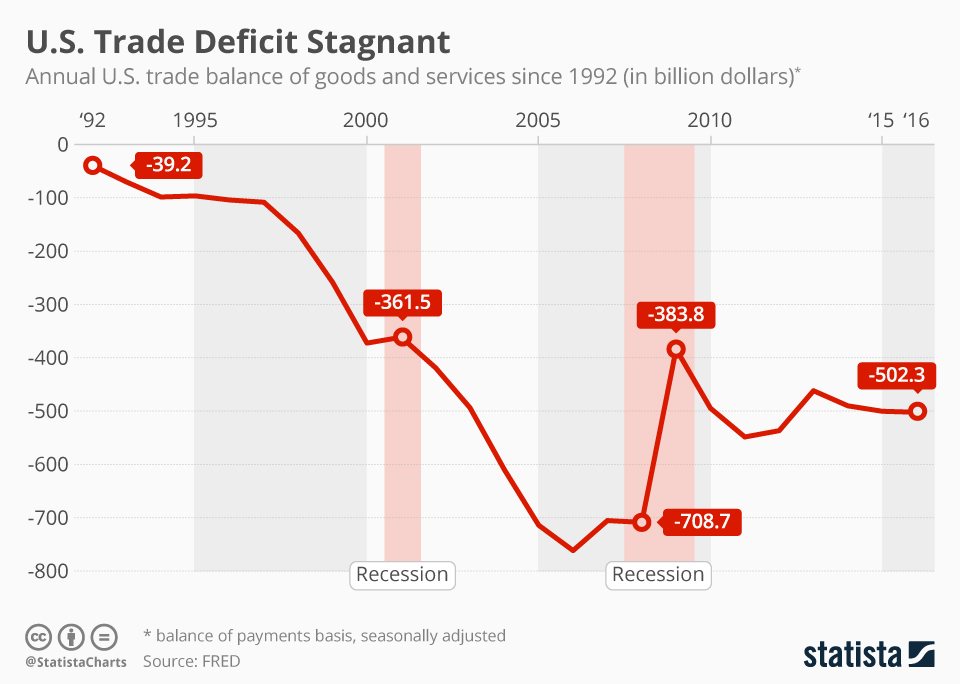 U.S. Trade Deficit Stagnant
Annual U.S. trade balance of goods and services since 1992 (in billion dollars)*
‘92 1995 2000 2005 2010 ‘15 ‘16
0
-39.2
-100
-200
-300
-361.5
-383.8
-400
-502.3
-500
-600
-700
-708.7
-800
Recession Recession
* balance of payments basis, seasonally adjusted
cc =
@StatistaCharts Source: FRED
statista